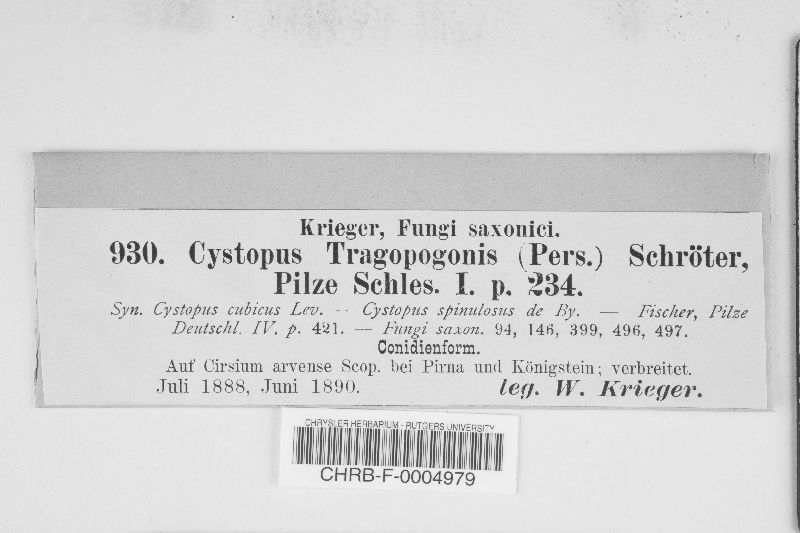 Krieger, Fungi saxonici.
930. Cystopus Tragopogonis (Pers.) Schröter,
Pilze Schles. I. p. 234.
Syn. Cystopus cubicus Lev. — Cystopus spinulosus de By. — Fischer, Pilze
Deutschl. IV. p. 421. — Fungi saxon. 94, 146, 399, 496, 497.
Conidienform.
Auf Cirsium arvense Scop. bei Pirna und Königstein; verbreitet.
Juli 1888, Juni 1890. leg. W. Krieger.
CHRYSLER HERBARIUM - RUTGERS UNIVERSITY
CHRB-F-0004979